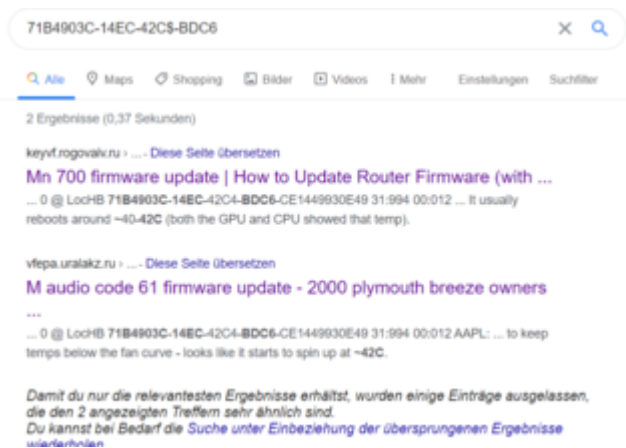 71B4903C-14EC-42C$-BDC6
Alle Maps Shopping Bilder Videos Mehr Einstellungen Suchfilter
2 Ergebnisse (0,37 Sekunden)
keyvf.rogovaiv.ru › ... - Diese Seite übersetzen
Mn 700 firmware update | How to Update Router Firmware (with ...
... 0 @ LocHB 71B4903C-14EC-42C4-BDC6-CE1449930E49 31:994 00:012 ... It usually
reboots around ~40-42C (both the GPU and CPU showed that temp).
vfepa.uralakz.ru › ... - Diese Seite übersetzen
M audio code 61 firmware update - 2000 plymouth breeze owners
...
... 0 @ LocHB 71B4903C-14EC-42C4-BDC6-CE1449930E49 31:994 00:012 AAPL: ... to keep
temps below the fan curve - looks like it starts to spin up at ~42C.
Damit du nur die relevantesten Ergebnisse erhältst, wurden einige Einträge ausgelassen,
die den 2 angezeigten Treffern sehr ähnlich sind.
Du kannst bei Bedarf die Suche unter Einbeziehung der übersprungenen Ergebnisse
wiederholen